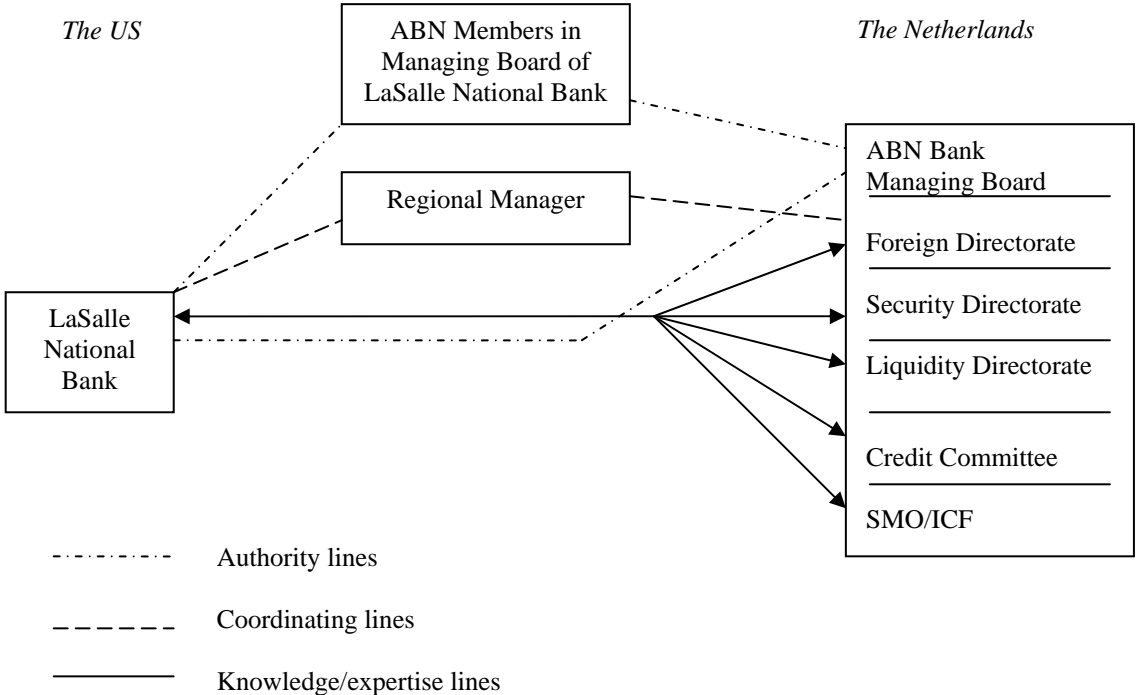 The US
ABN Members in
Managing Board of
LaSalle National Bank
The Netherlands
ABN Bank
Managing Board
Regional Manager
Foreign Directorate
Security Directorate
LaSalle
National
Bank
Liquidity Directorate
Credit Committee
SMO/ICF
Authority lines
Coordinating lines
Knowledge/expertise lines